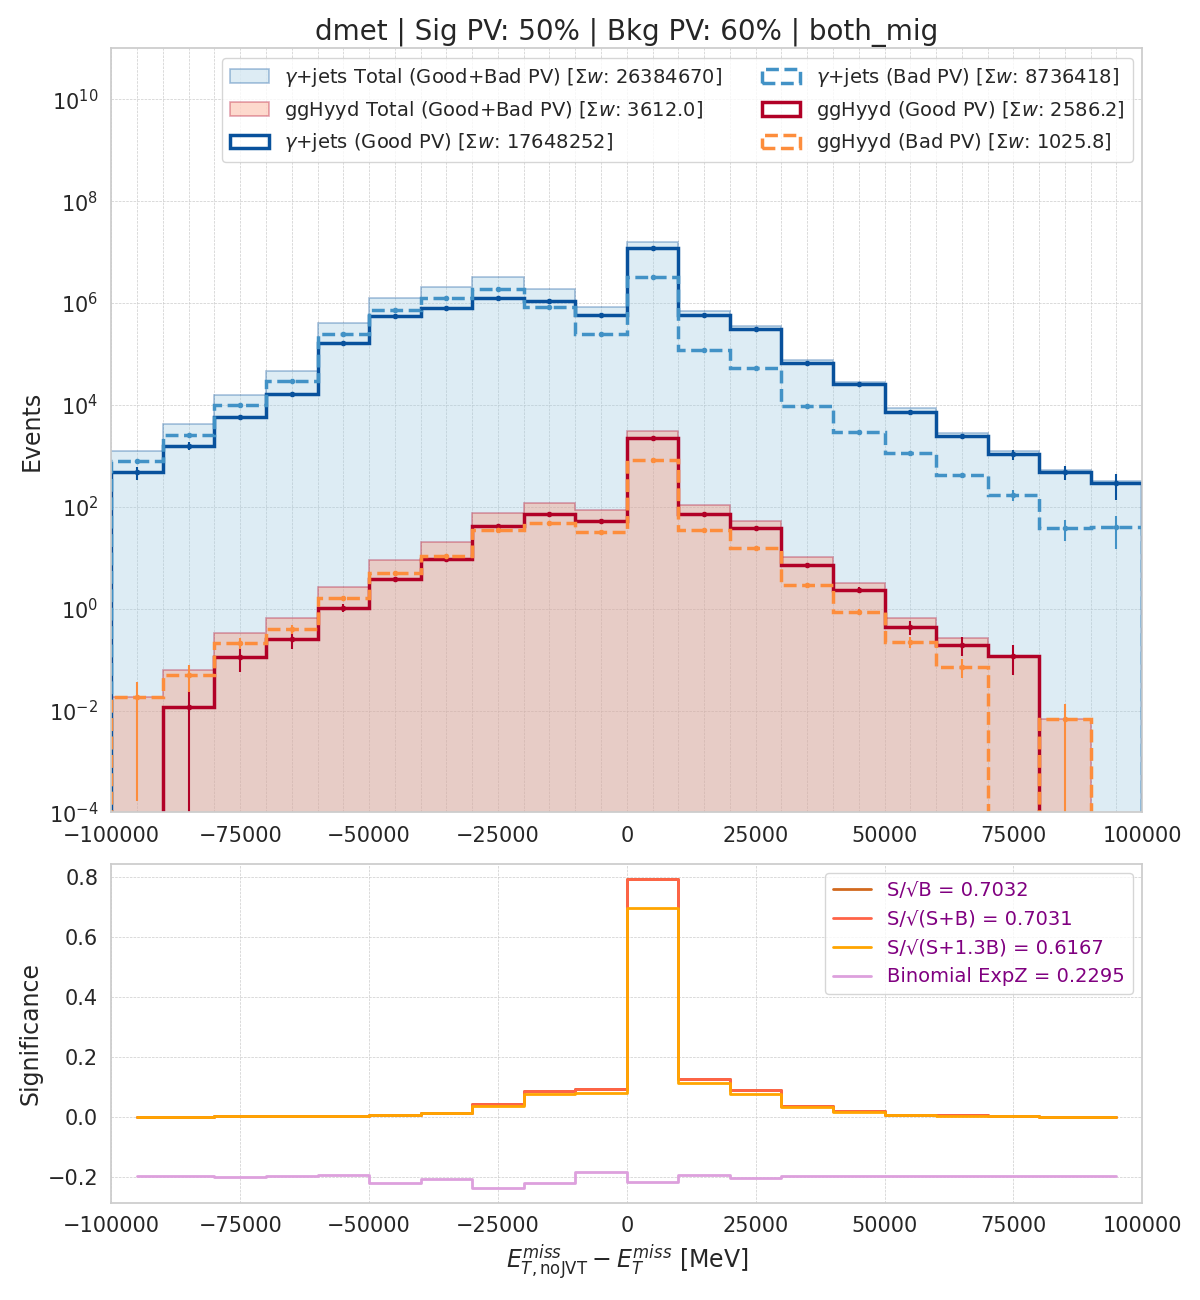 dmet | Sig PV: 50% | Bkg PV: 60% | both_mig
γ+jets Total (Good+Bad PV) [Σw: 26384670]
ggHyyd Total (Good+Bad PV) [Σw: 3612.0]
γ+jets (Good PV) [Σw: 17648252]
γ+jets (Bad PV) [Σw: 8736418]
ggHyyd (Good PV) [Σw: 2586.2]
ggHyyd (Bad PV) [Σw: 1025.8]
Events
10^10
10^8
10^6
10^4
10^2
10^0
10^−2
10^−4
−100000 −75000 −50000 −25000 0 25000 50000 75000 100000
Significance
0.8
0.6
0.4
0.2
0.0
−0.2
S/√B = 0.7032
S/√(S+B) = 0.7031
S/√(S+1.3B) = 0.6167
Binomial ExpZ = 0.2295
−100000 −75000 −50000 −25000 0 25000 50000 75000 100000
E^miss_T,noJVT − E^miss_T [MeV]